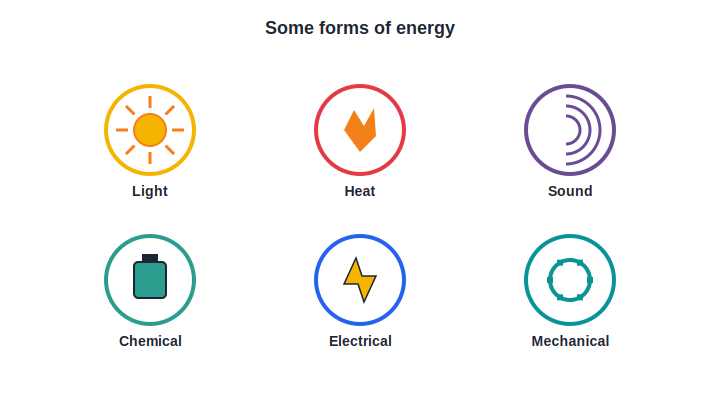 Some forms of energy
Light
Heat
Sound
Chemical
Electrical
Mechanical